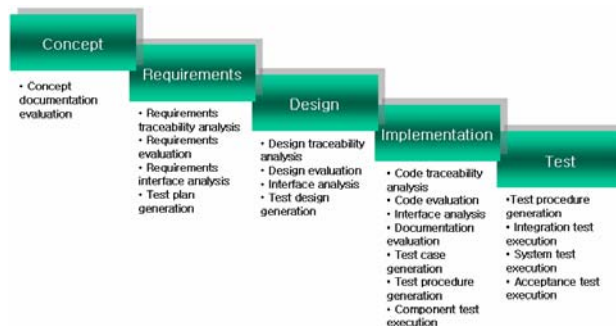 Concept
• Concept
documentation
evaluation
Requirements
• Requirements
traceability analysis
• Requirements
evaluation
• Requirements
interface analysis
• Test plan
generation
Design
• Design traceability
analysis
• Design evaluation
• Interface analysis
• Test design
generation
Implementation
• Code traceability
analysis
• Code evaluation
• Interface analysis
• Documentation
evaluation
• Test case
generation
• Test procedure
generation
• Component test
execution
Test
•Test procedure
generation
• Integration test
execution
• System test
execution
• Acceptance test
execution